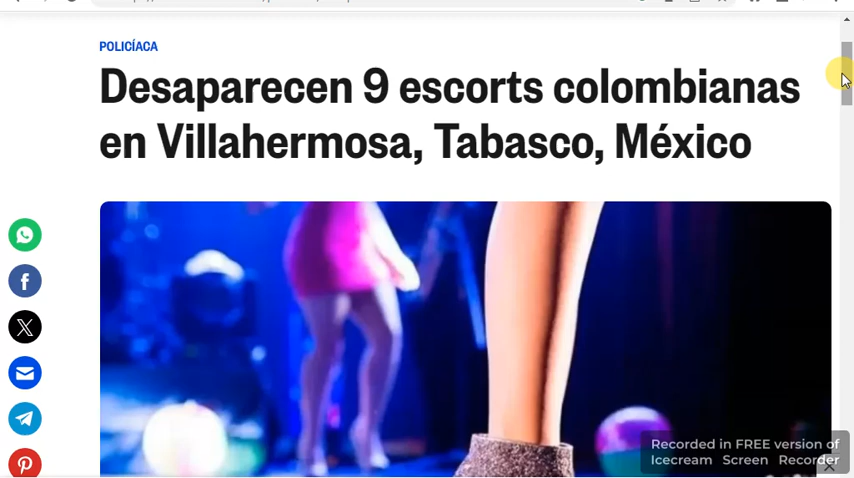 POLICÍACA
Desaparecen 9 escorts colombianas
en Villahermosa, Tabasco, México
Recorded in FREE version of
Icecream Screen Recorder